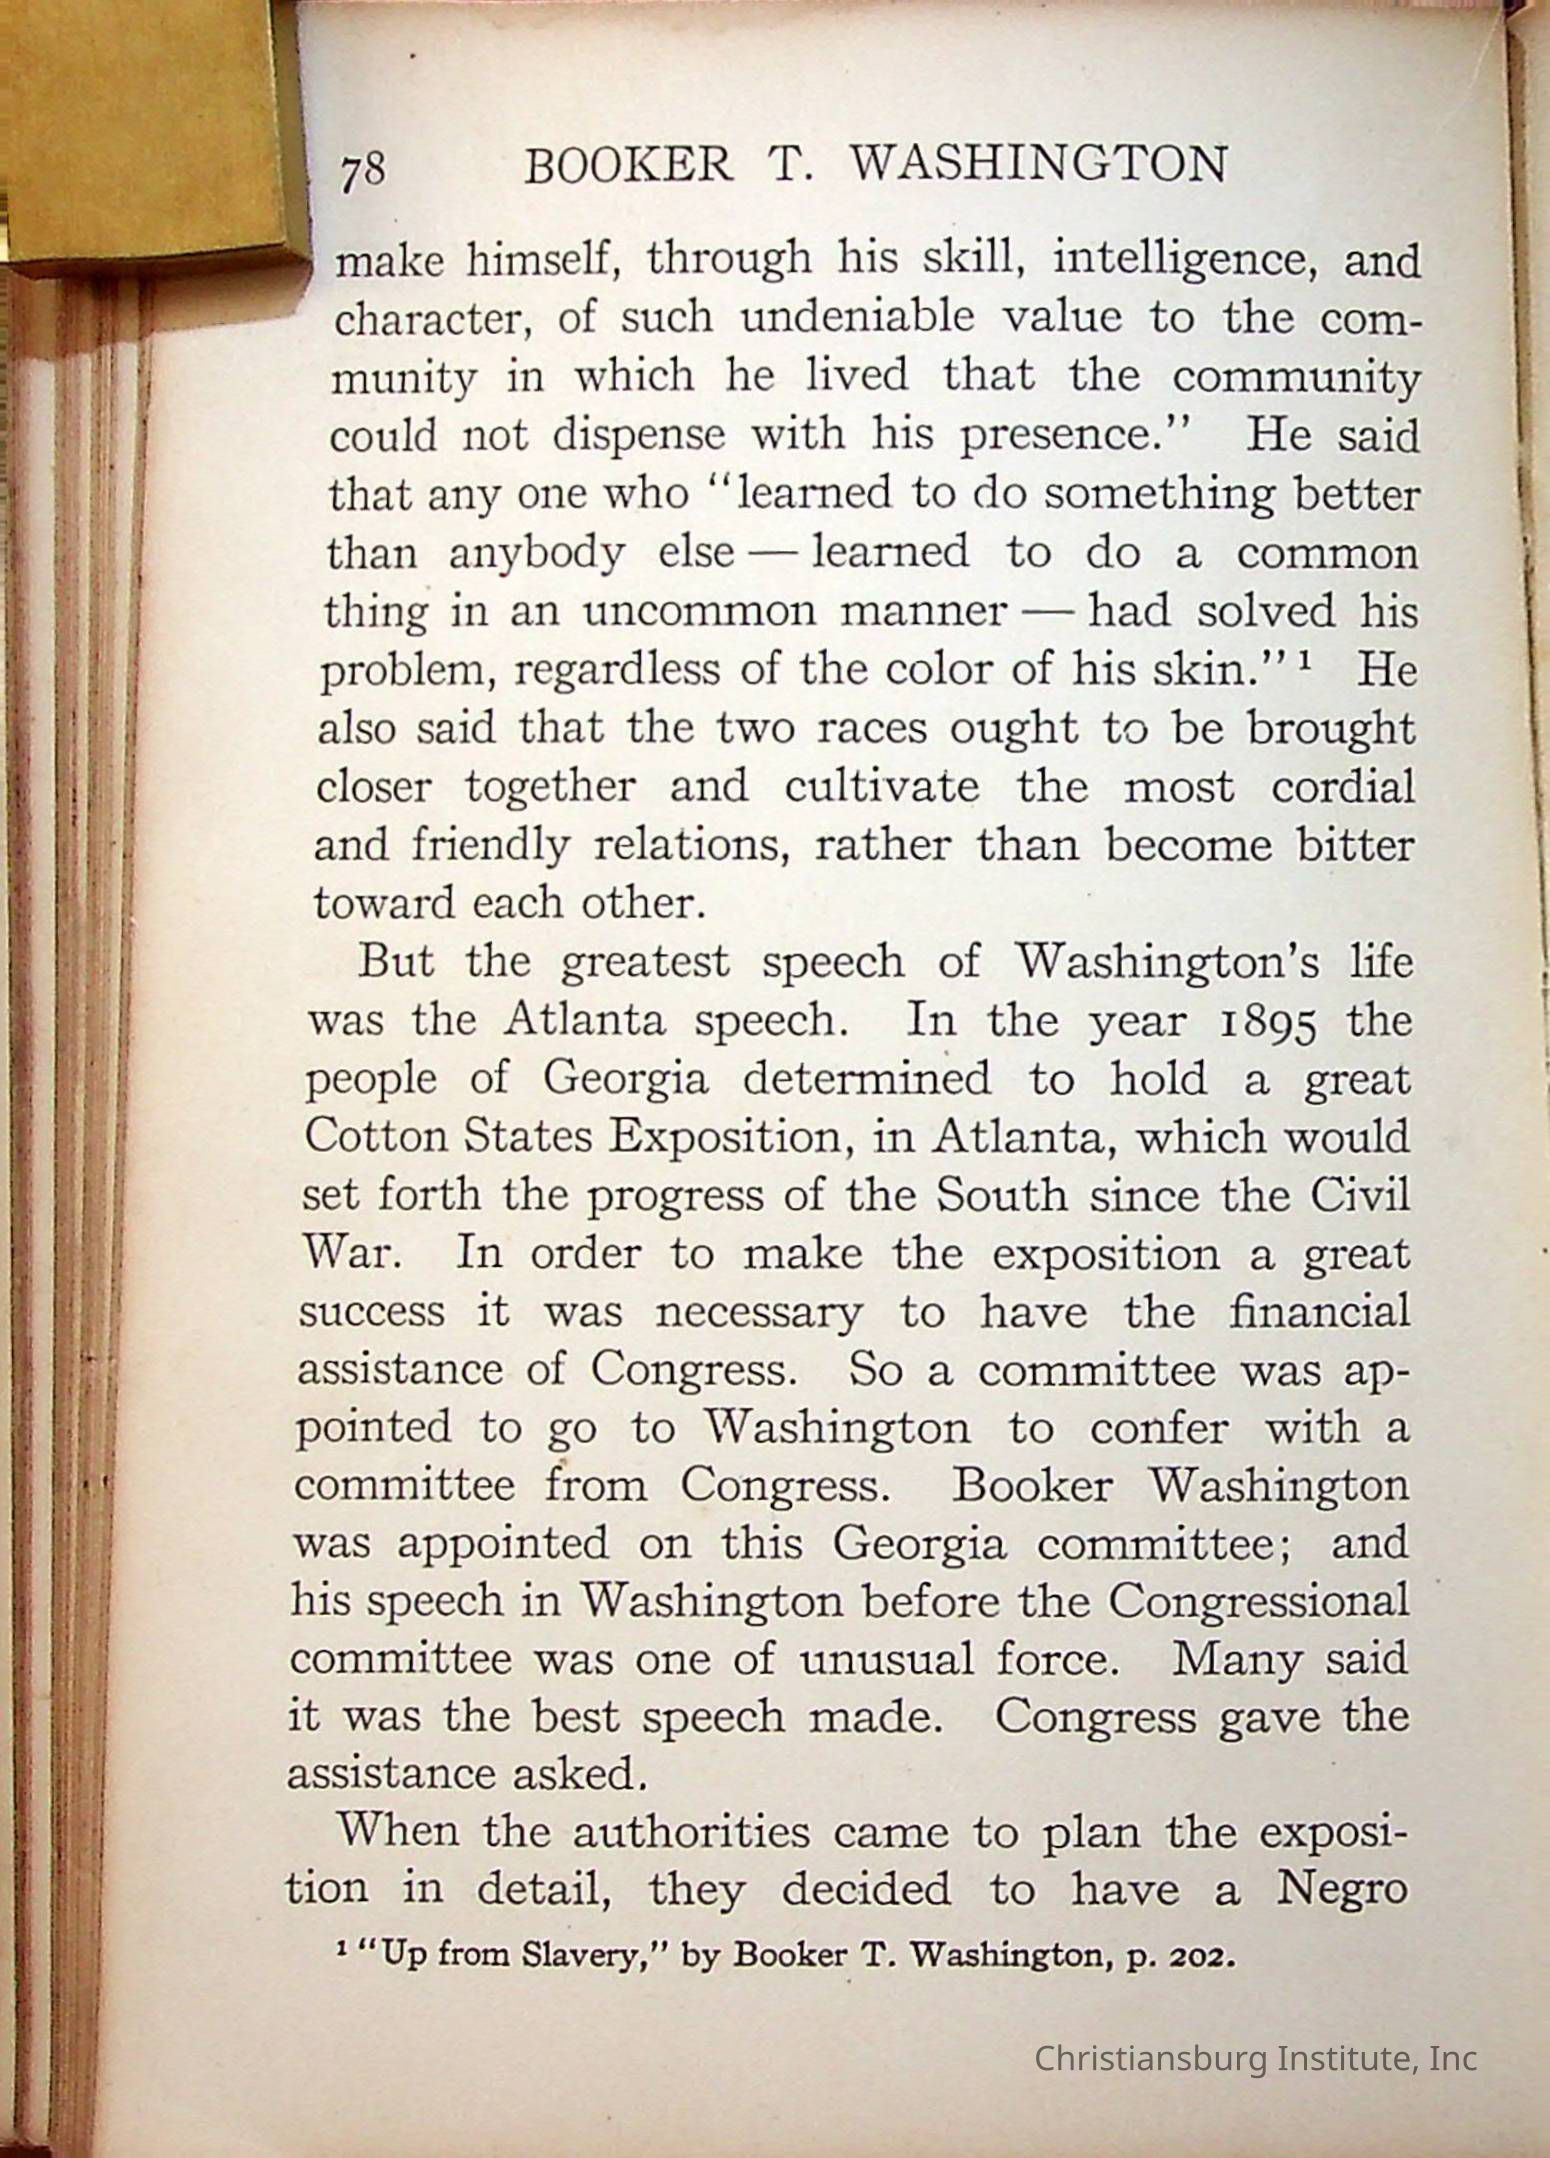 78 BOOKER T. WASHINGTON
make himself, through his skill, intelligence, and
character, of such undeniable value to the com-
munity in which he lived that the community
could not dispense with his presence.” He said
that any one who “learned to do something better
than anybody else — learned to do a common
thing in an uncommon manner — had solved his
problem, regardless of the color of his skin.” ¹ He
also said that the two races ought to be brought
closer together and cultivate the most cordial
and friendly relations, rather than become bitter
toward each other.
But the greatest speech of Washington’s life
was the Atlanta speech. In the year 1895 the
people of Georgia determined to hold a great
Cotton States Exposition, in Atlanta, which would
set forth the progress of the South since the Civil
War. In order to make the exposition a great
success it was necessary to have the financial
assistance of Congress. So a committee was ap-
pointed to go to Washington to confer with a
committee from Congress. Booker Washington
was appointed on this Georgia committee; and
his speech in Washington before the Congressional
committee was one of unusual force. Many said
it was the best speech made. Congress gave the
assistance asked.
When the authorities came to plan the exposi-
tion in detail, they decided to have a Negro
¹ “Up from Slavery,” by Booker T. Washington, p. 202.
Christiansburg Institute, Inc